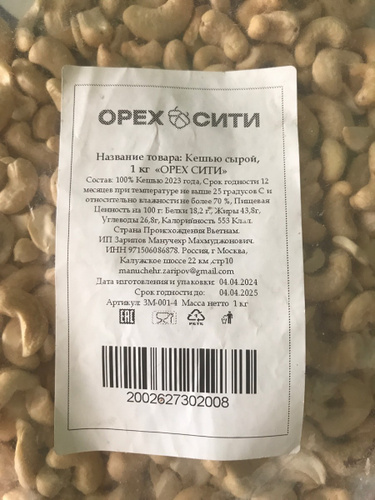 ОРЕХ СИТИ
Название товара: Кешью сырой,
1 кг «ОРЕХ СИТИ»
Состав: 100% Кешью 2023 года, Срок годности 12
месяцев при температуре не выше 25 градусов С и
относительно влажности не более 70 %, Пищевая
Ценность на 100 г: Белки 18,2 г, Жиры 43,8г,
Углеводы 26,8г, Калорийность 553 Ккал.
Страна Происхождения Вьетнам.
ИП Зарипов Манучехр Махмуджонович.
ИНН 971506086878. Россия, г Москва,
Калужское шоссе 22 км ,стр10
manuchehr.zaripov@gmail.com
Дата изготовления и упаковки: 04.04.2024
Срок годности до: 04.04.2025
Артикул: ЗМ-001-4 Масса нетто 1 кг
ЕАС
РЕТБ
2002627302008